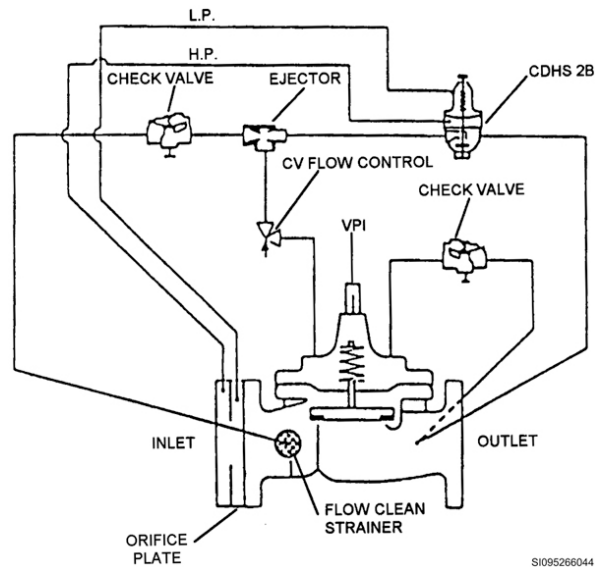 L.P.
H.P.
CHECK VALVE
EJECTOR
CDHS 2B
CV FLOW CONTROL
CHECK VALVE
VPI
INLET
OUTLET
FLOW CLEAN
STRAINER
ORIFICE
PLATE
SI095266044